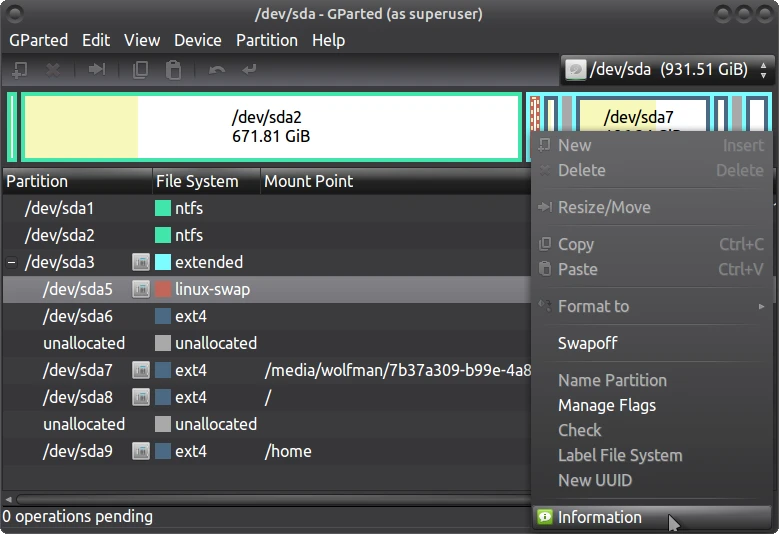 /dev/sda - GParted (as superuser)
GParted Edit View Device Partition Help
/dev/sda (931.51 GiB)
/dev/sda2
671.81 GiB
/dev/sda7
Partition File System Mount Point
/dev/sda1 ntfs
/dev/sda2 ntfs
/dev/sda3 extended
/dev/sda5 linux-swap
/dev/sda6 ext4
unallocated unallocated
/dev/sda7 ext4 /media/wolfman/7b37a309-b99e-4a8
/dev/sda8 ext4 /
unallocated unallocated
/dev/sda9 ext4 /home
0 operations pending
New Insert
Delete Delete
Resize/Move
Copy Ctrl+C
Paste Ctrl+V
Format to
Swapoff
Name Partition
Manage Flags
Check
Label File System
New UUID
Information